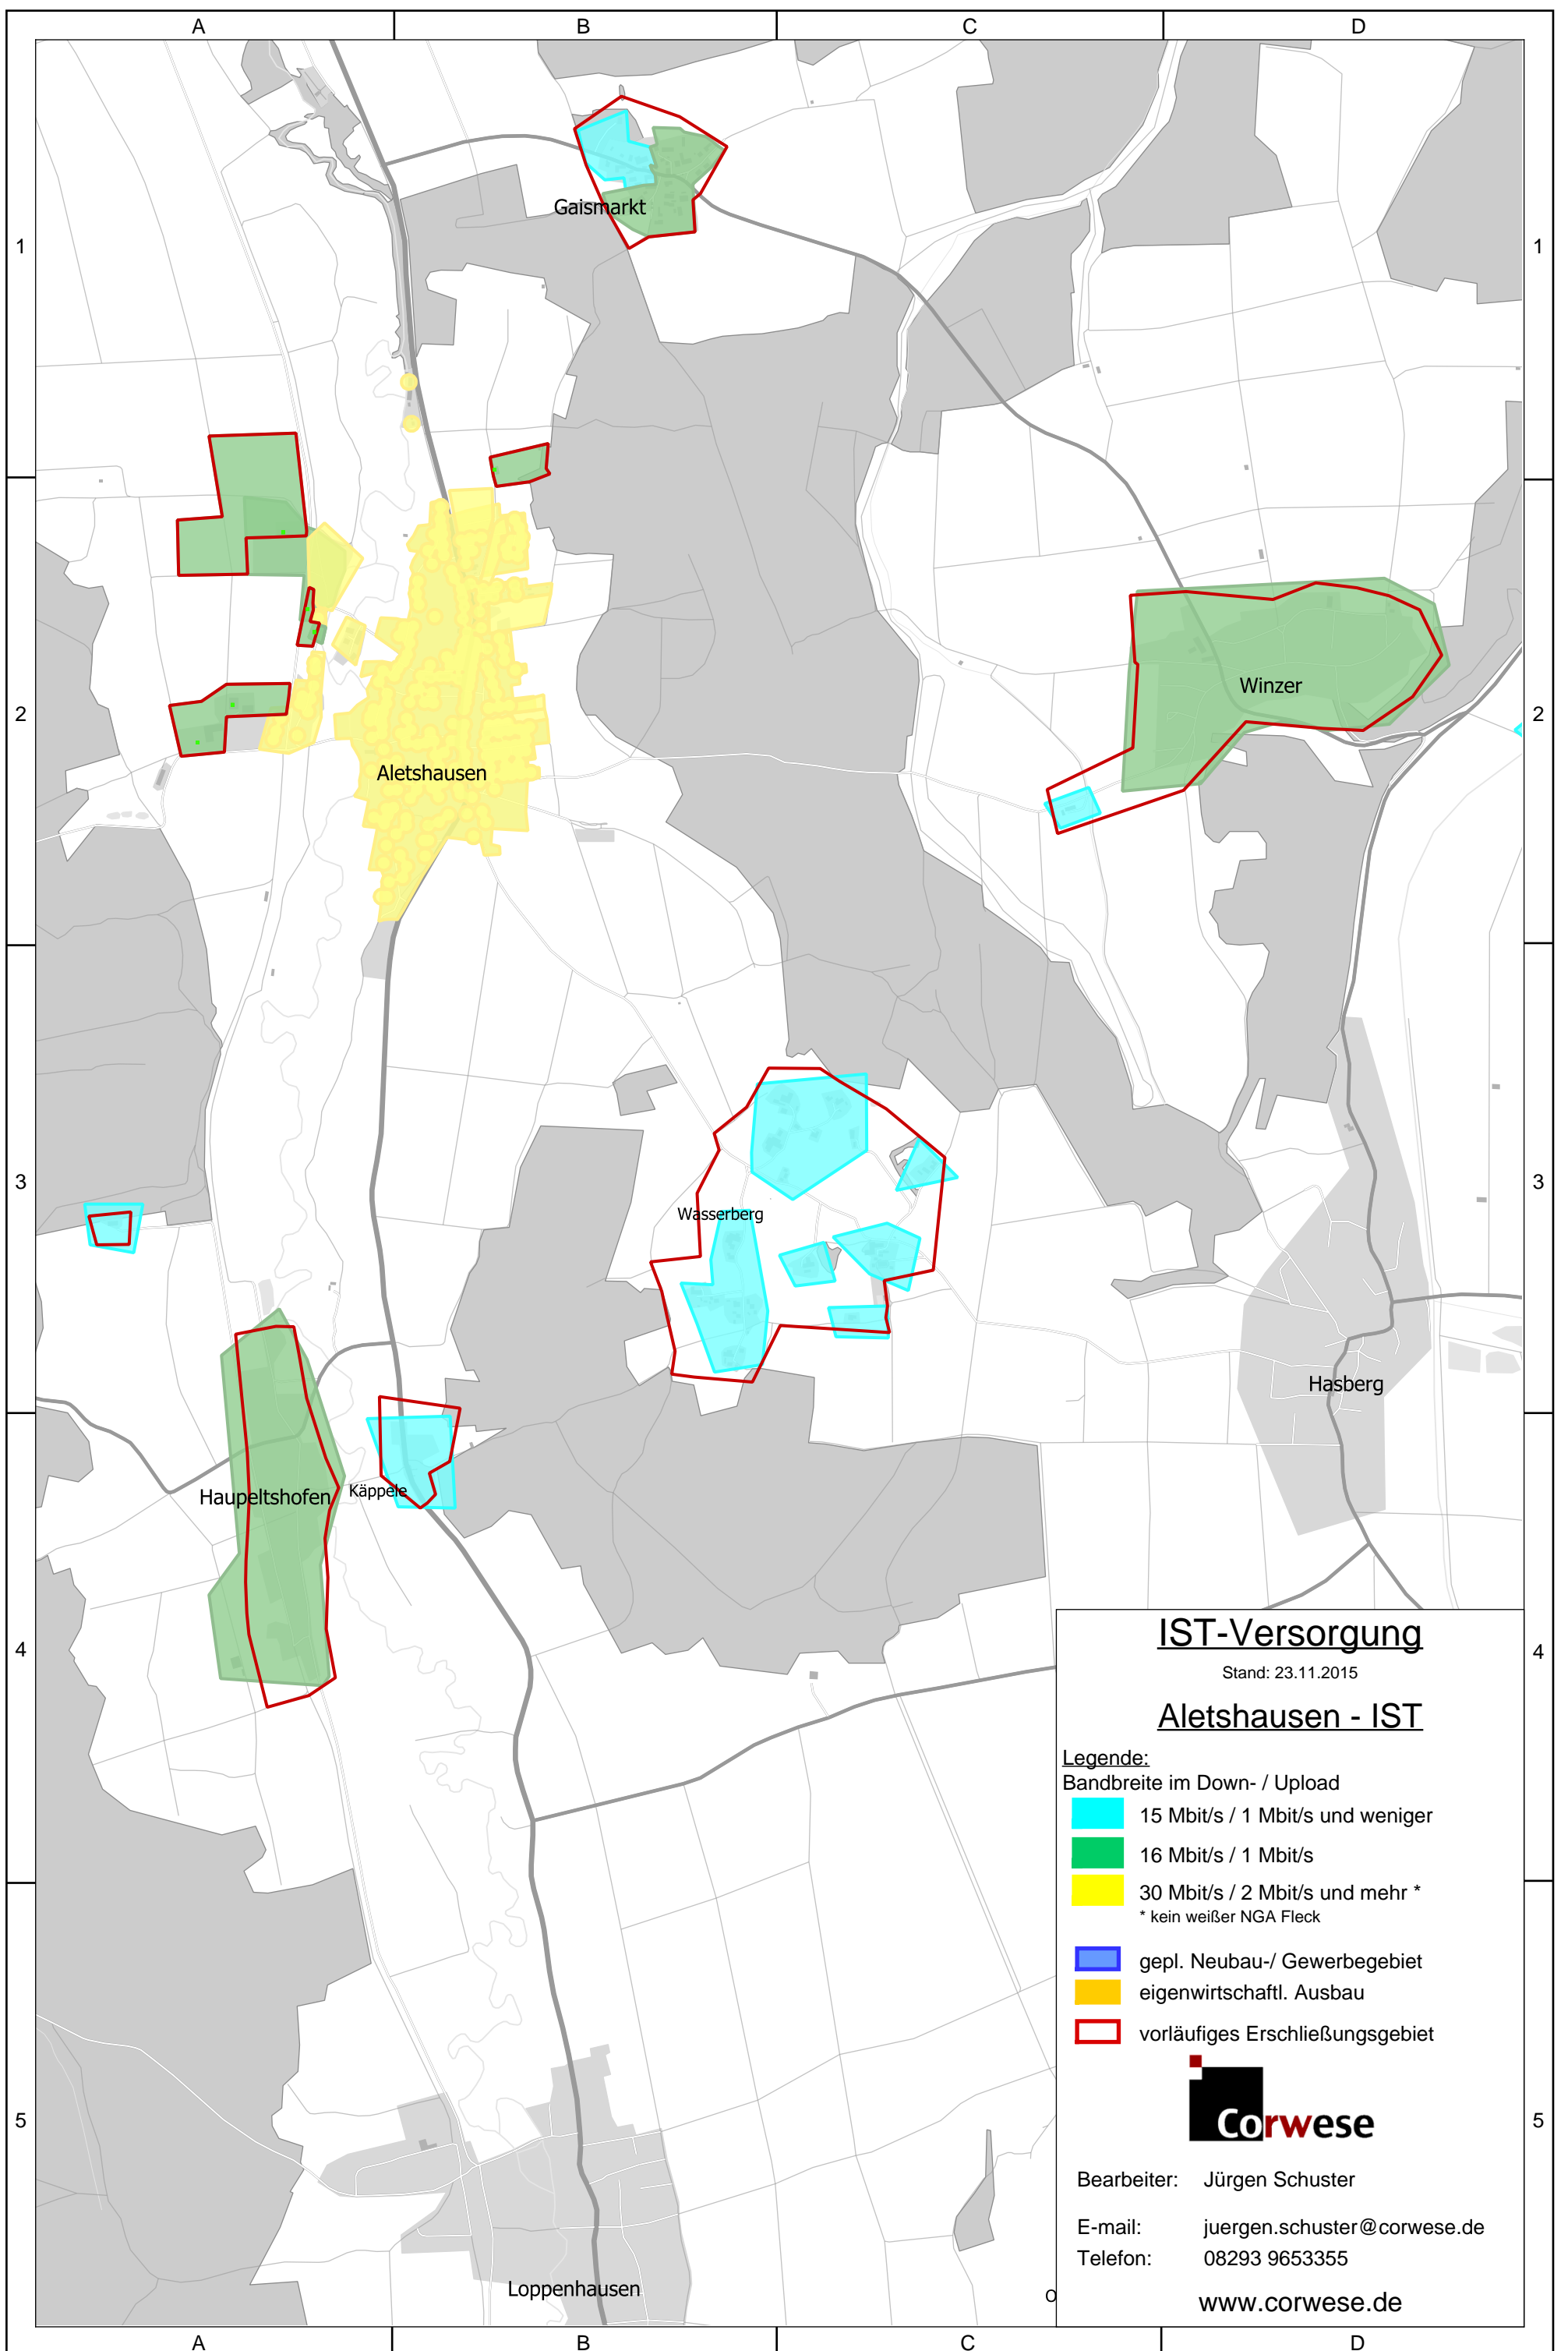 A B C D
Gaismarkt
1 1
Winzer
2 2
Aletshausen
3 3
Wasserberg
Hasberg
Haupeltshofen
Käppele
4 4
IST-Versorgung
Stand: 23.11.2015
Aletshausen - IST
Legende:
Bandbreite im Down- / Upload
15 Mbit/s / 1 Mbit/s und weniger
16 Mbit/s / 1 Mbit/s
30 Mbit/s / 2 Mbit/s und mehr *
* kein weißer NGA Fleck
gepl. Neubau-/ Gewerbegebiet
eigenwirtschaftl. Ausbau
vorläufiges Erschließungsgebiet
Corwese
5 5
Bearbeiter: Jürgen Schuster
E-mail: juergen.schuster@corwese.de
Telefon: 08293 9653355
www.corwese.de
Loppenhausen
O
A B C D